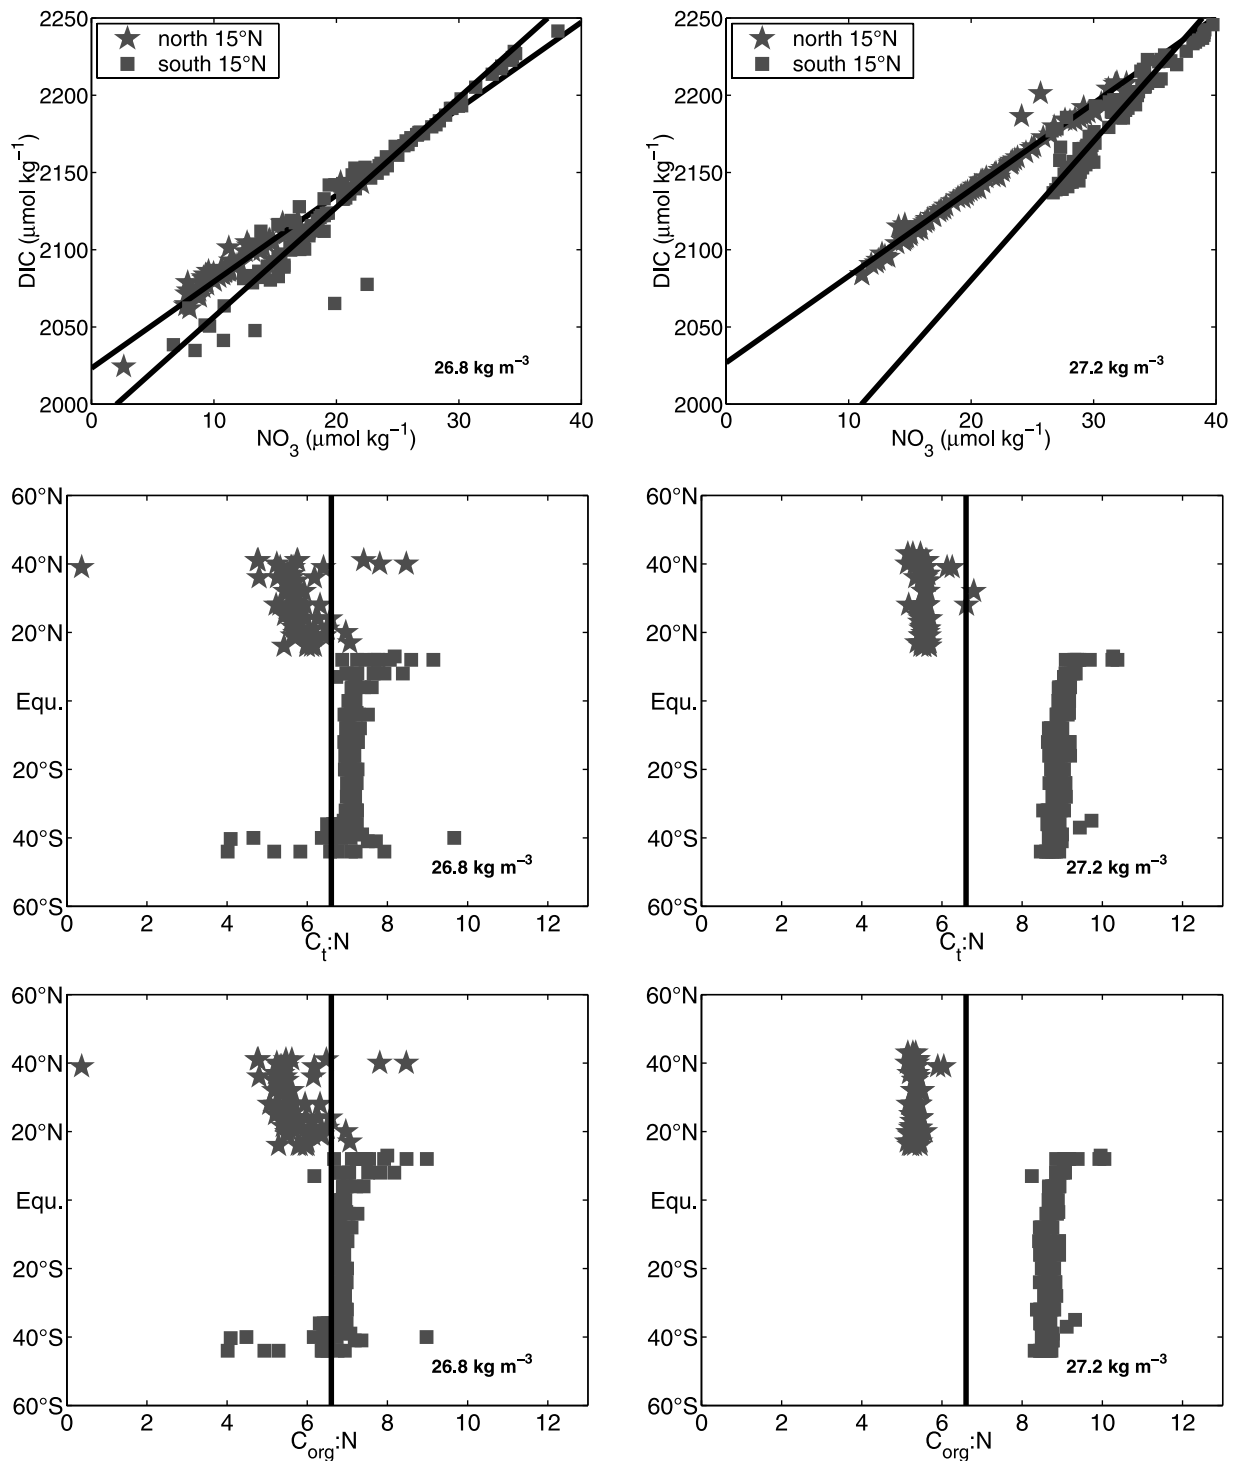 2250
2200
2150
2100
2050
2000
DIC (μmol kg⁻¹)
north 15°N
south 15°N
26.8 kg m⁻³
0 10 20 30 40
NO₃ (μmol kg⁻¹)
2250
2200
2150
2100
2050
2000
DIC (μmol kg⁻¹)
north 15°N
south 15°N
27.2 kg m⁻³
0 10 20 30 40
NO₃ (μmol kg⁻¹)
60°N
40°N
20°N
Equ.
20°S
40°S
60°S
26.8 kg m⁻³
0 2 4 6 8 10 12
Cₜ:N
60°N
40°N
20°N
Equ.
20°S
40°S
60°S
27.2 kg m⁻³
0 2 4 6 8 10 12
Cₜ:N
60°N
40°N
20°N
Equ.
20°S
40°S
60°S
26.8 kg m⁻³
0 2 4 6 8 10 12
C_org:N
60°N
40°N
20°N
Equ.
20°S
40°S
60°S
27.2 kg m⁻³
0 2 4 6 8 10 12
C_org:N